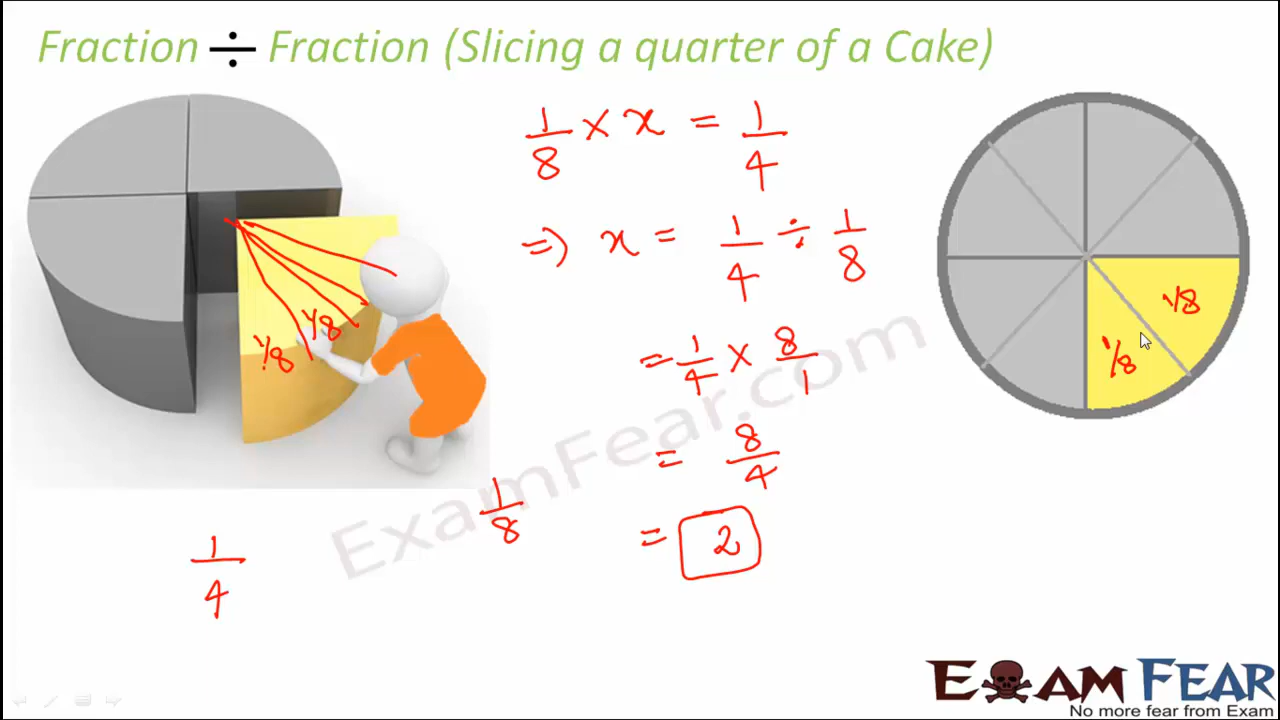 Fraction ÷ Fraction (Slicing a quarter of a Cake)
1/8 × x = 1/4
=) x = 1/4 ÷ 1/8
= 1/4 × 8/1
= 8/4
= 2
1/8 1/8
1/8
1/4
1/8
1/8
ExamFear.com
EXAM FEAR
No more fear from Exam